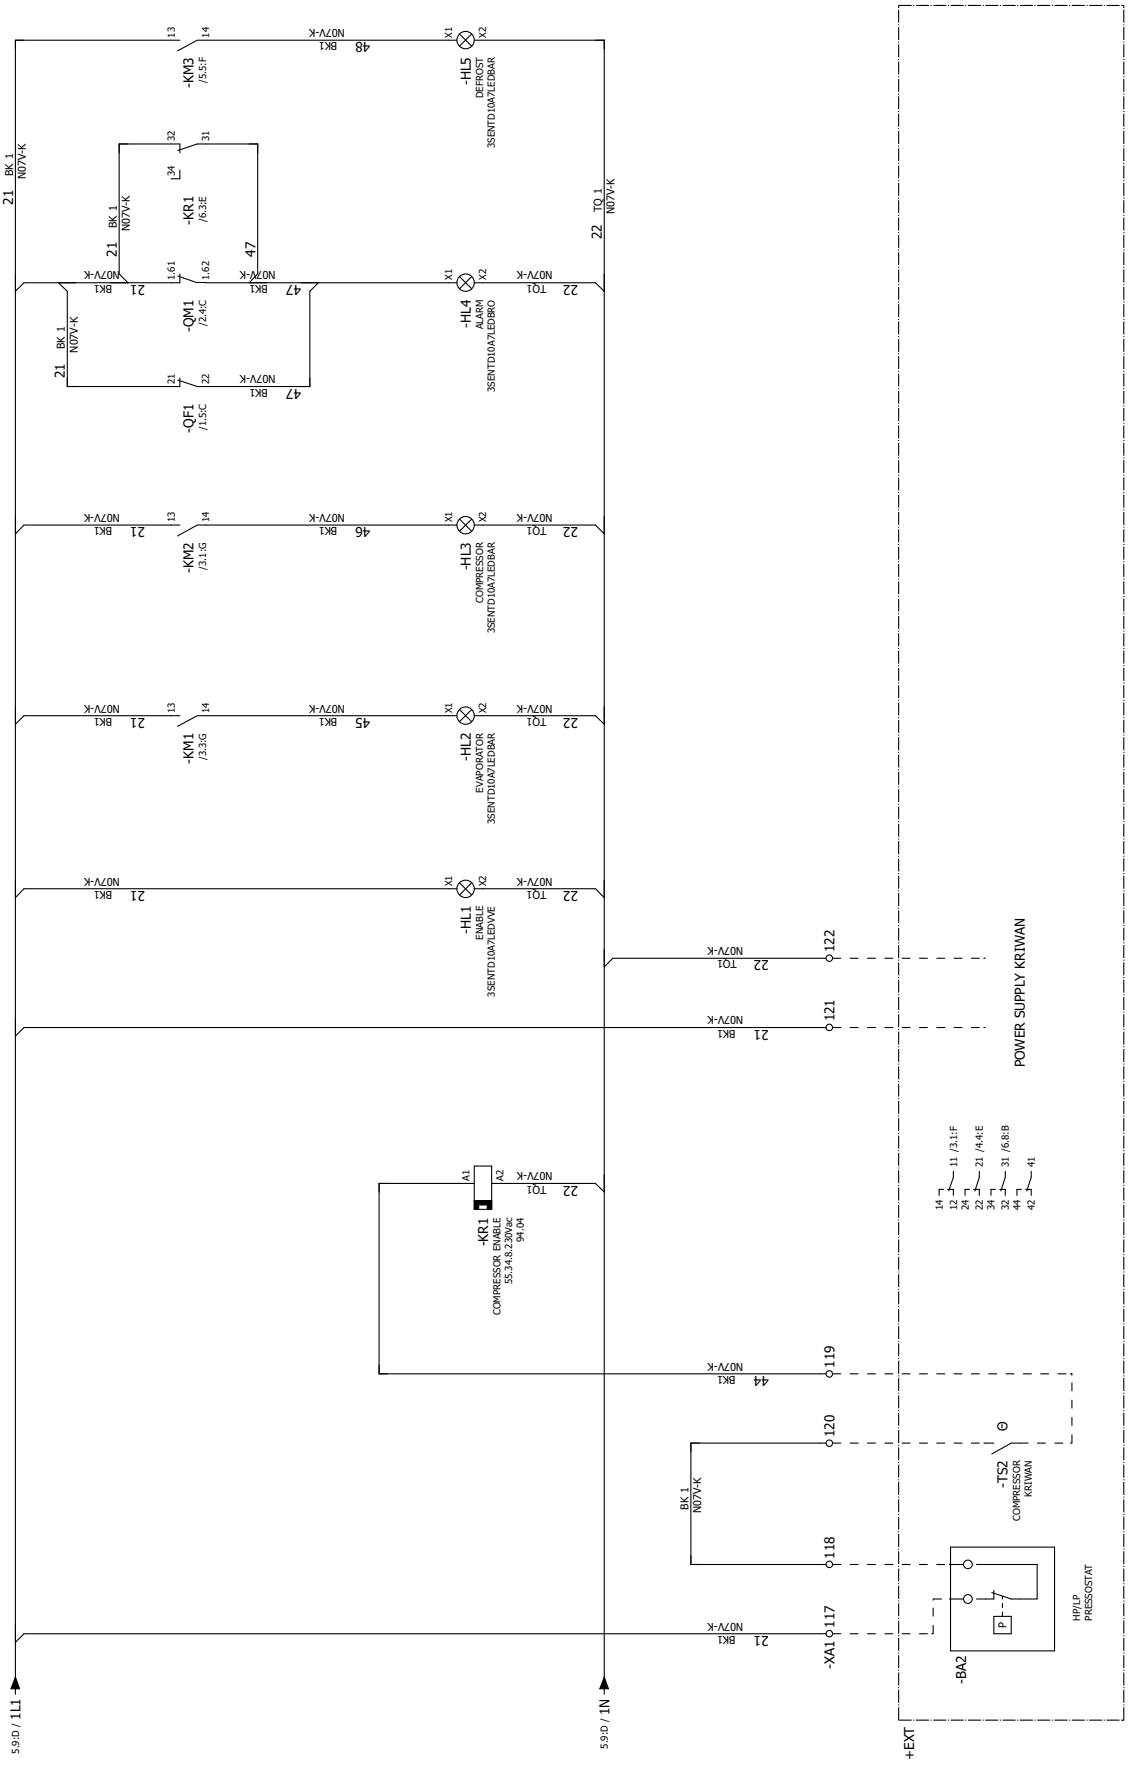 5.9:D / 1L1
21
BK 1
N07V-K
5.9:D / 1N
22
TQ 1
N07V-K
21
BK1
N07V-K
-XA1
117
118
BK 1
N07V-K
120
119
44
BK1
N07V-K
-KR1
COMPRESSOR ENABLE
55.34.8.230Vac
94.04
A1
A2
22
TQ1
N07V-K
21
BK1
N07V-K
121
22
TQ1
N07V-K
122
21
BK1
N07V-K
-HL1
ENABLE
3SENTD10A7LEDVVE
X1
X2
22
TQ1
N07V-K
21
BK1
N07V-K
-KM1
/3.3:G
13
14
45
BK1
N07V-K
-HL2
EVAPORATOR
3SENTD10A7LEDBAR
X1
X2
22
TQ1
N07V-K
21
BK1
N07V-K
-KM2
/3.1:G
13
14
46
BK1
N07V-K
-HL3
COMPRESSOR
3SENTD10A7LEDBAR
X1
X2
22
TQ1
N07V-K
21
BK 1
N07V-K
-QF1
/1.5:C
21
22
47
BK1
N07V-K
21
BK1
N07V-K
-QM1
/2.4:C
1.61
1.62
47
BK1
N07V-K
-HL4
ALARM
3SENTD10A7LEDBRO
X1
X2
22
TQ1
N07V-K
21
BK 1
N07V-K
-KR1
/6.3:E
34
32
31
47
-KM3
/5.5:F
13
14
48
BK1
N07V-K
-HL5
DEFROST
3SENTD10A7LEDBAR
X1
X2
+EXT
-BA2
P
HP/LP
PRESSOSTAT
-TS2
COMPRESSOR
KRIWAN
Θ
14
12
11 /3.1:F
24
22
21 /4.4:E
34
32
31 /6.8:B
44
42
41
POWER SUPPLY KRIWAN